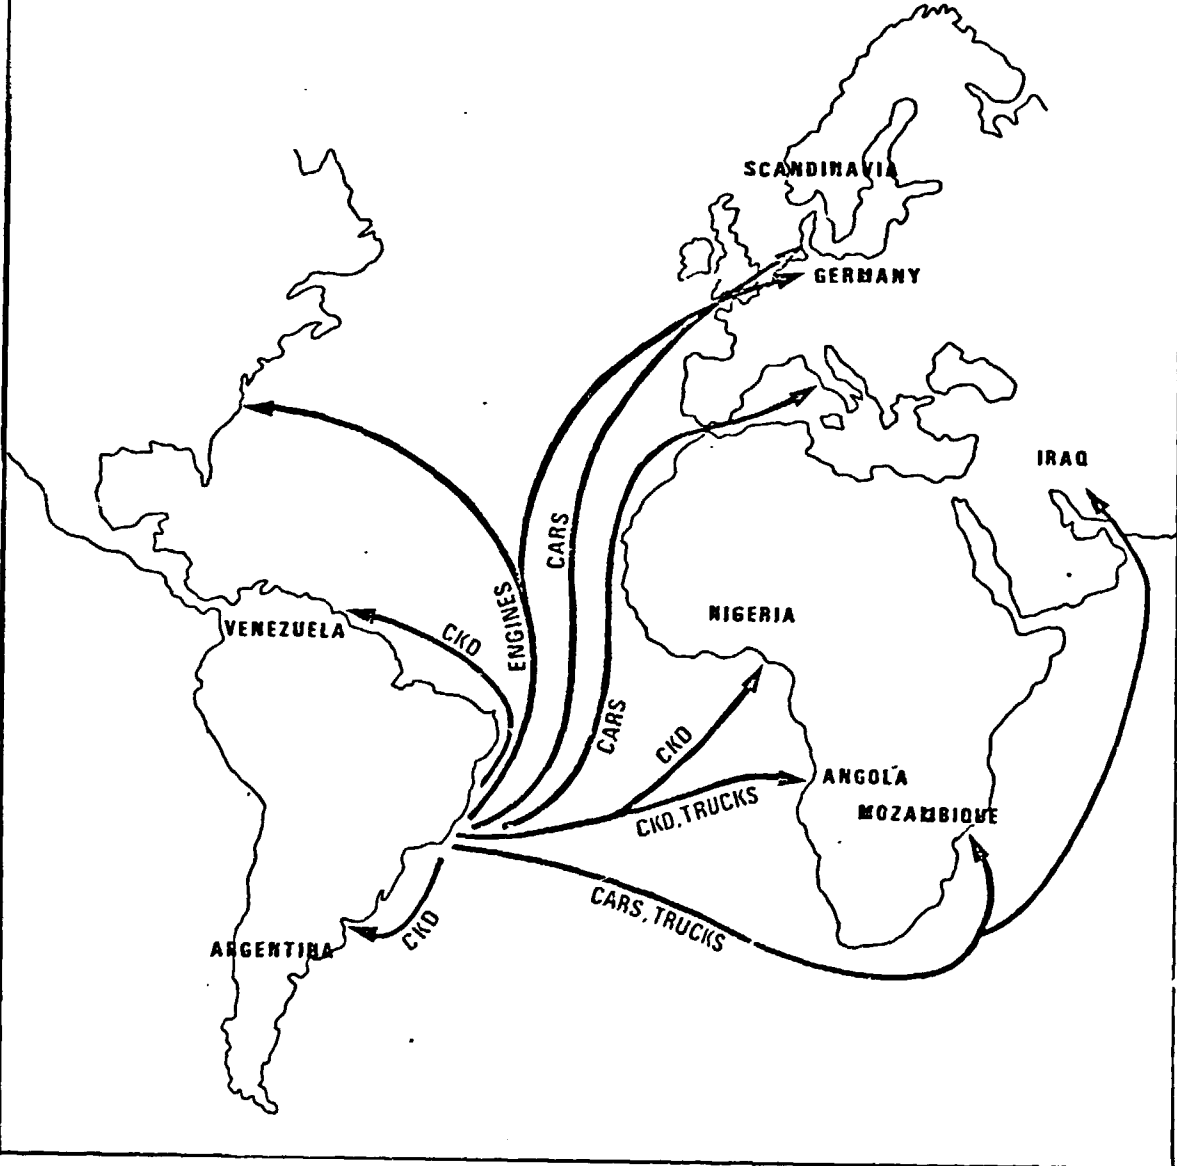 SCANDINAVIA
GERMANY
IRAQ
CARS
ENGINES
NIGERIA
VENEZUELA
CKD
CARS
CKD
ANGOLA
CKD, TRUCKS
MOZAMBIQUE
CARS, TRUCKS
CKD
ARGENTINA